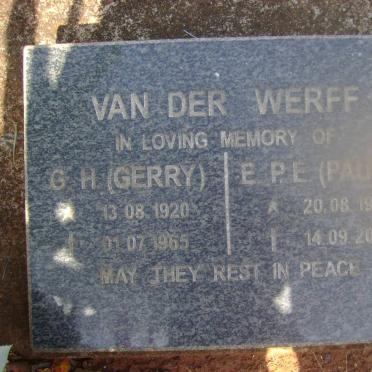 VAN DER WERFF
IN LOVING MEMORY OF
G. H (GERRY) E. P. E (PAU
13.08.1920 20.08.19
01.07.1965 14.09.20
MAY THEY REST IN PEACE